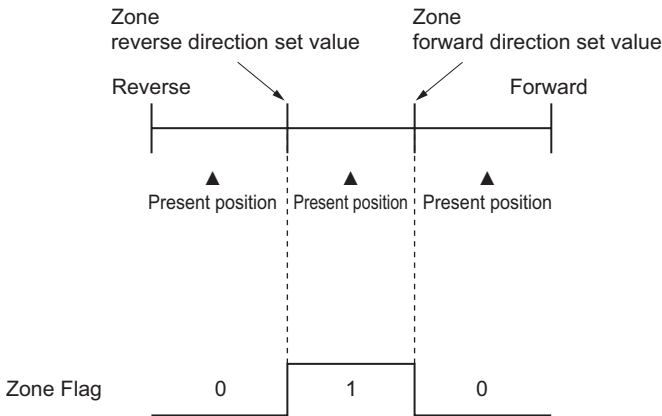 Zone
reverse direction set value
Zone
forward direction set value
Reverse
Forward
Present position
Present position
Present position
Zone Flag
0
1
0